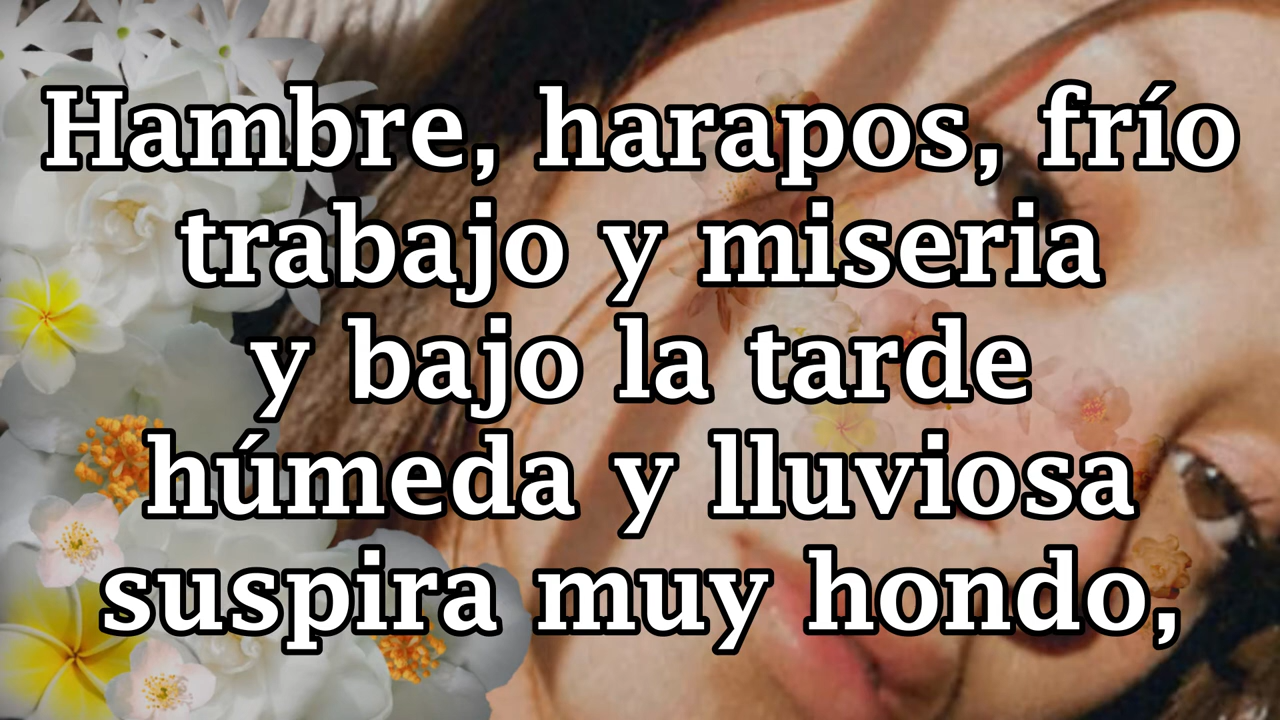 Hambre, harapos, frío
trabajo y miseria
y bajo la tarde
húmeda y lluviosa
suspira muy hondo,